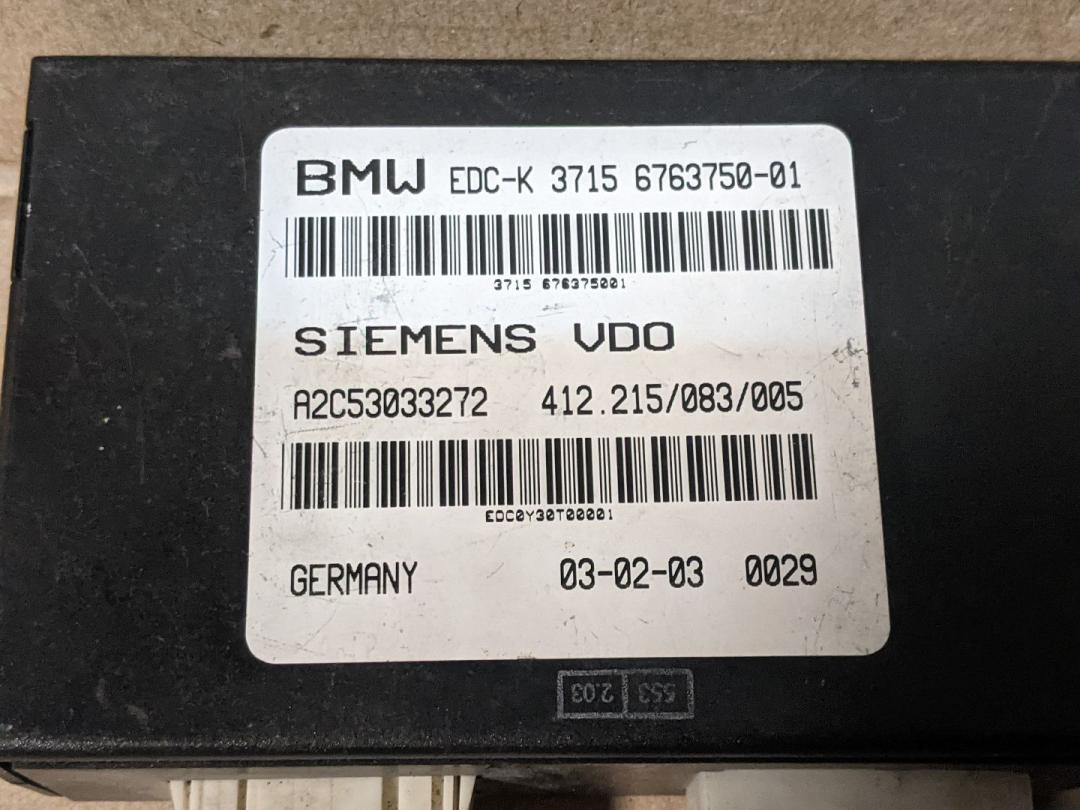 BMW EDC-K 3715 6763750-01
3715 676375001
SIEMENS VDO
A2C53033272 412.215/083/005
EDC0Y30T00001
GERMANY 03-02-03 0029
553 2.03